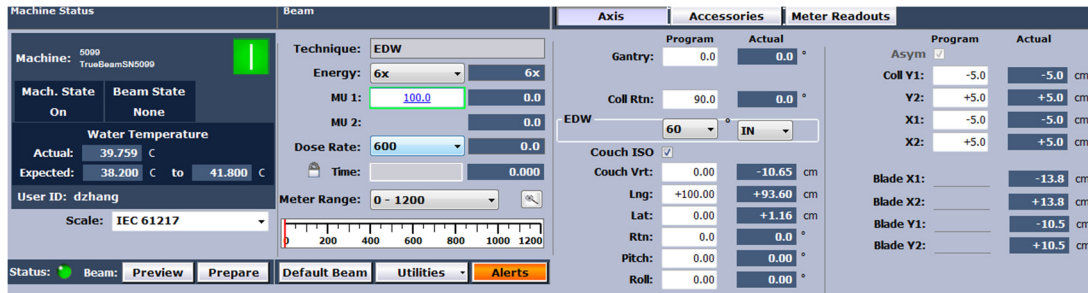 Machine Status
Machine: 5099
TrueBeamSN5099
Mach. State Beam State
On None
Water Temperature
Actual: 39.759 C
Expected: 38.200 C to 41.800 C
User ID: dzhang
Scale: IEC 61217
Status: Beam: Preview Prepare
Beam
Technique: EDW
Energy: 6x 6x
MU 1: 100.0 0.0
MU 2: 0.0
Dose Rate: 600 0.0
Time: 0.000
Meter Range: 0 - 1200
0 200 400 600 800 1000 1200
Default Beam Utilities Alerts
Axis Accessories Meter Readouts
Program Actual
Gantry: 0.0 0.0 °
Coll Rtn: 90.0 0.0 °
EDW 60 ° IN
Couch ISO
Couch Vrt: 0.00 -10.65 cm
Lng: +100.00 +93.60 cm
Lat: 0.00 +1.16 cm
Rtn: 0.0 0.0 °
Pitch: 0.00 0.00 °
Roll: 0.00 0.00 °
Program Actual
Asym
Coll Y1: -5.0 -5.0 cm
Y2: +5.0 +5.0 cm
X1: -5.0 -5.0 cm
X2: +5.0 +5.0 cm
Blade X1: -13.8 cm
Blade X2: +13.8 cm
Blade Y1: -10.5 cm
Blade Y2: +10.5 cm